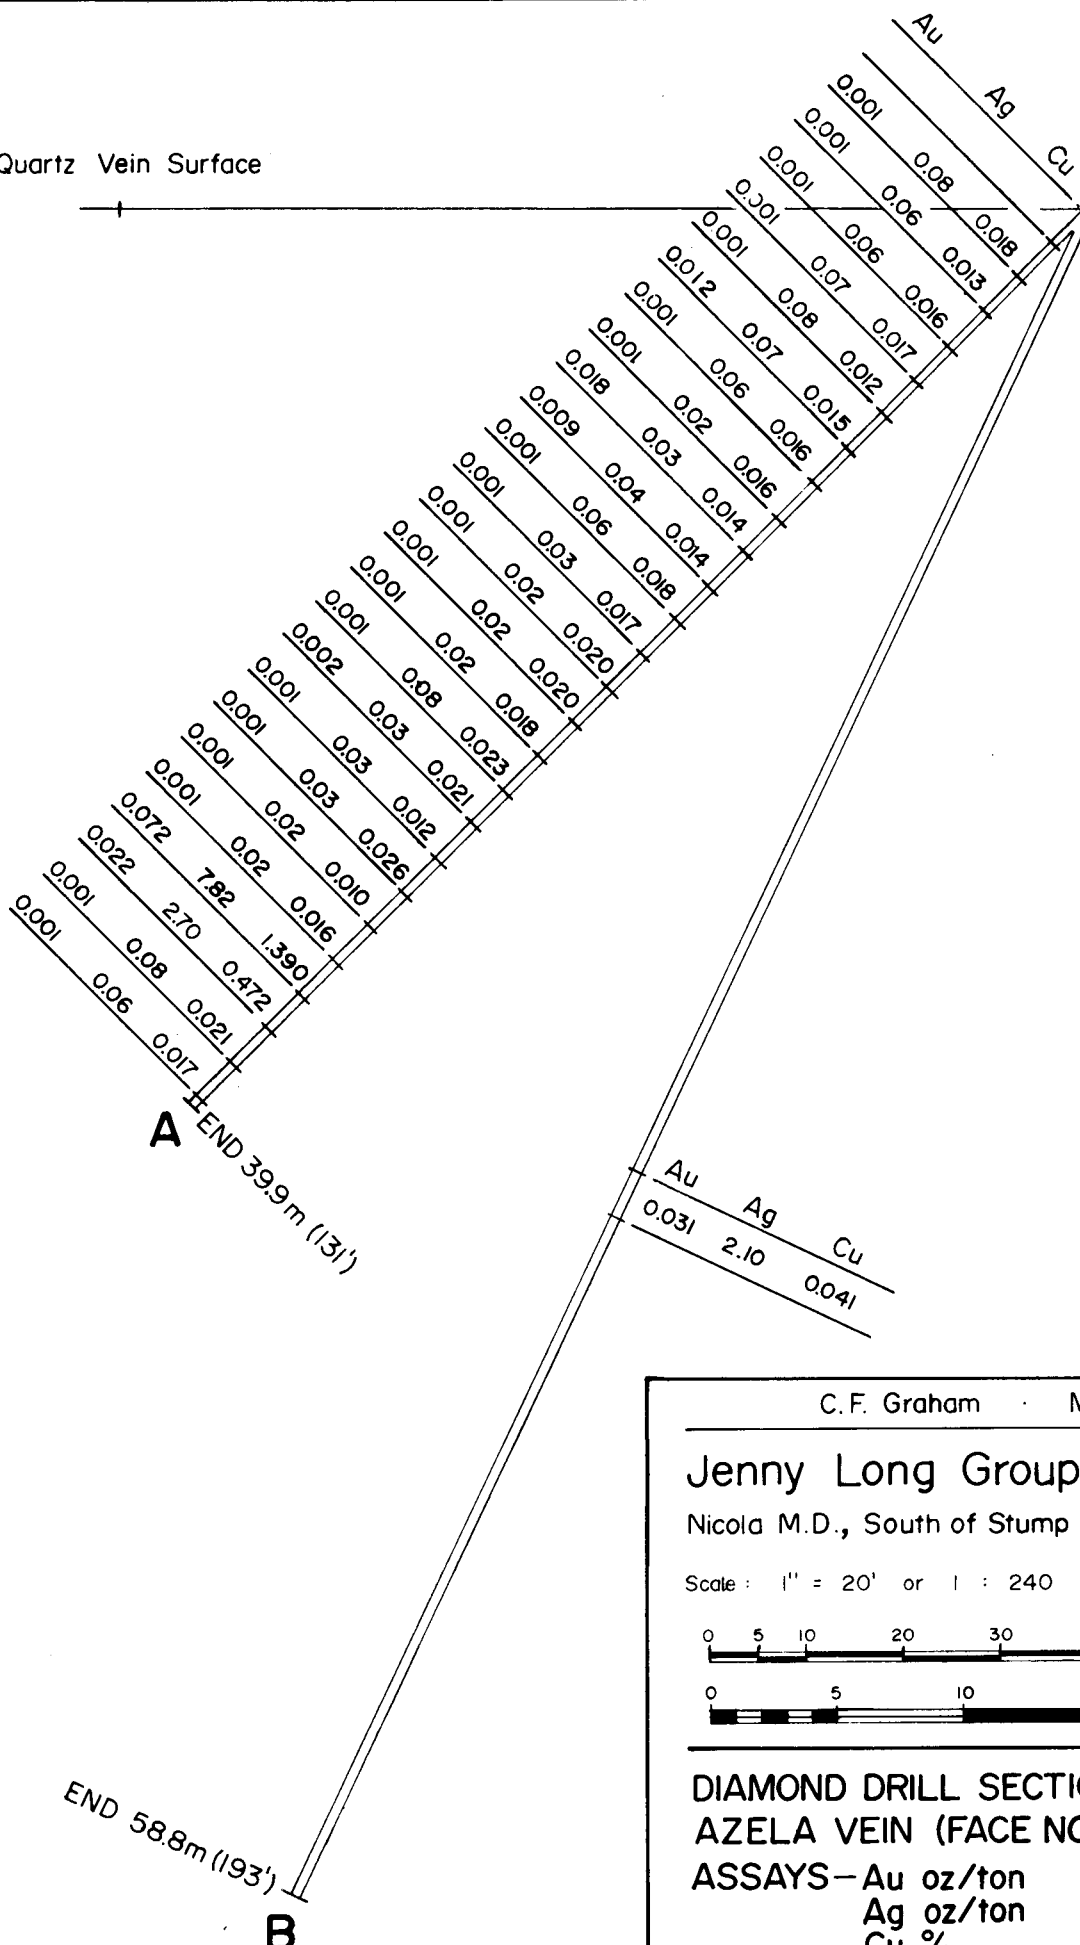 Quartz Vein Surface
Au Ag Cu
0.001 0.08 0.018
0.001 0.06 0.013
0.001 0.06 0.016
0.001 0.07 0.017
0.001 0.08 0.012
0.012 0.07 0.015
0.001 0.06 0.016
0.001 0.02 0.016
0.018 0.03 0.014
0.009 0.04 0.014
0.001 0.06 0.018
0.001 0.03 0.017
0.001 0.02 0.020
0.001 0.02 0.020
0.001 0.02 0.018
0.001 0.08 0.023
0.002 0.03 0.021
0.001 0.03 0.012
0.001 0.03 0.026
0.001 0.02 0.010
0.001 0.02 0.016
0.072 7.82 1.390
0.022 2.70 0.472
0.001 0.08 0.021
0.001 0.06 0.017
A
END 39.9m (131')
Au Ag Cu
0.031 2.10 0.041
END 58.8m (193')
B
C.F. Graham ·
Jenny Long Group
Nicola M.D., South of Stump
Scale : 1" = 20' or 1 : 240
0 5 10 20 30
0 5 10
DIAMOND DRILL SECTI
AZELA VEIN (FACE NO
ASSAYS – Au oz/ton
Ag oz/ton
Cu %